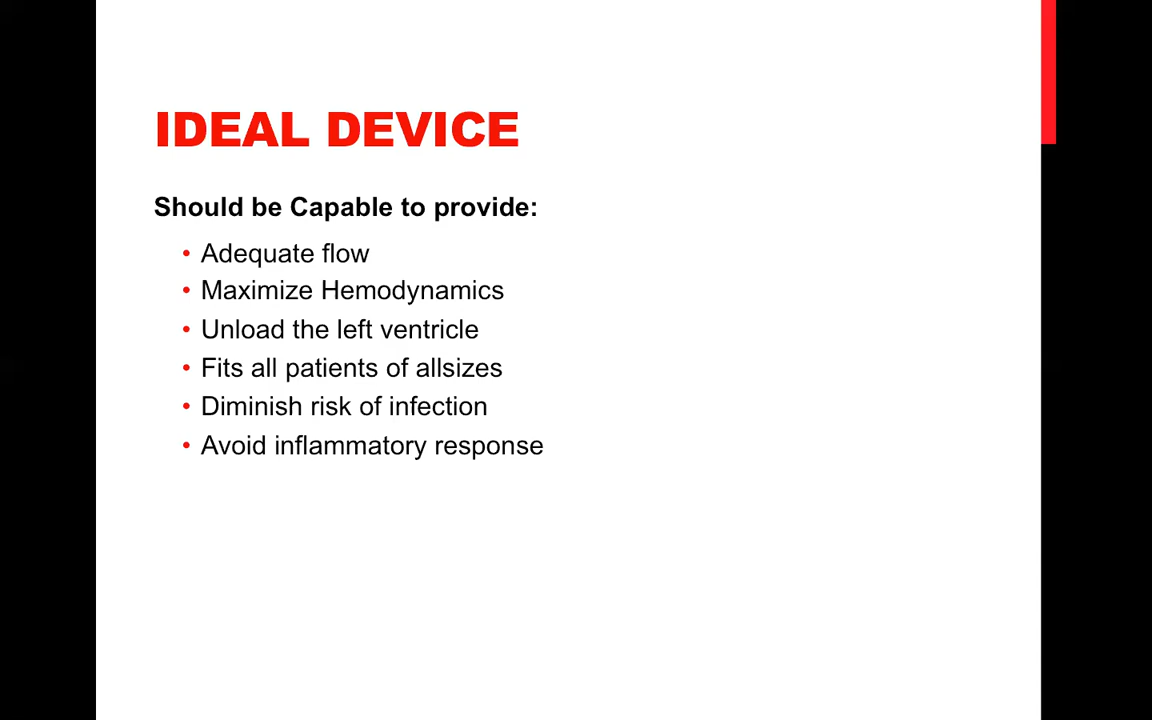 IDEAL DEVICE
Should be Capable to provide:
• Adequate flow
• Maximize Hemodynamics
• Unload the left ventricle
• Fits all patients of allsizes
• Diminish risk of infection
• Avoid inflammatory response